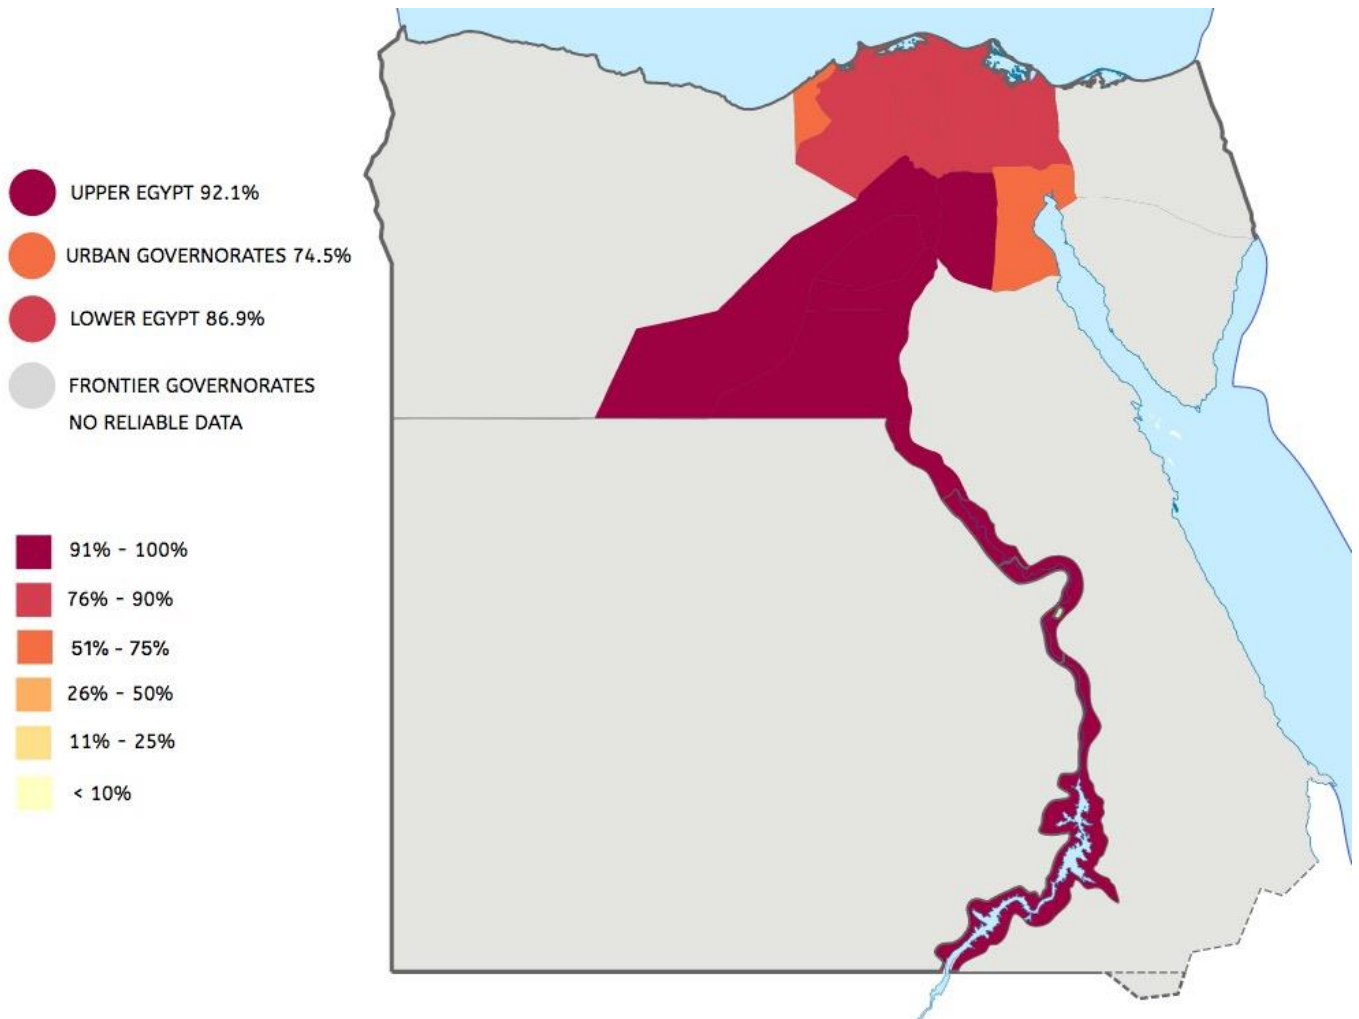 UPPER EGYPT 92.1%
URBAN GOVERNORATES 74.5%
LOWER EGYPT 86.9%
FRONTIER GOVERNORATES
NO RELIABLE DATA
91% - 100%
76% - 90%
51% - 75%
26% - 50%
11% - 25%
< 10%